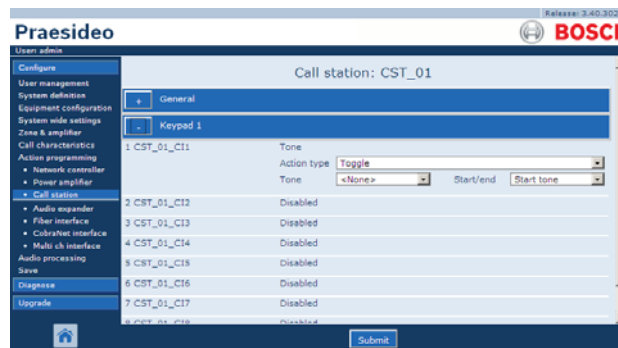 Release: 3.40.302
Praesideo
BOSCH
User: admin
Configure
User management
System definition
Equipment configuration
System wide settings
Zone & amplifier
Call characteristics
Action programming
• Network controller
• Power amplifier
• Call station
• Audio expander
• Fiber interface
• CobraNet interface
• Multi ch interface
Audio processing
Save
Diagnose
Upgrade
Call station: CST_01
+ General
- Keypad 1
1 CST_01_CI1 Tone
Action type Toggle
Tone <None> Start/end Start tone
2 CST_01_CI2 Disabled
3 CST_01_CI3 Disabled
4 CST_01_CI4 Disabled
5 CST_01_CI5 Disabled
6 CST_01_CI6 Disabled
7 CST_01_CI7 Disabled
8 CST_01_CI8 Disabled
Submit